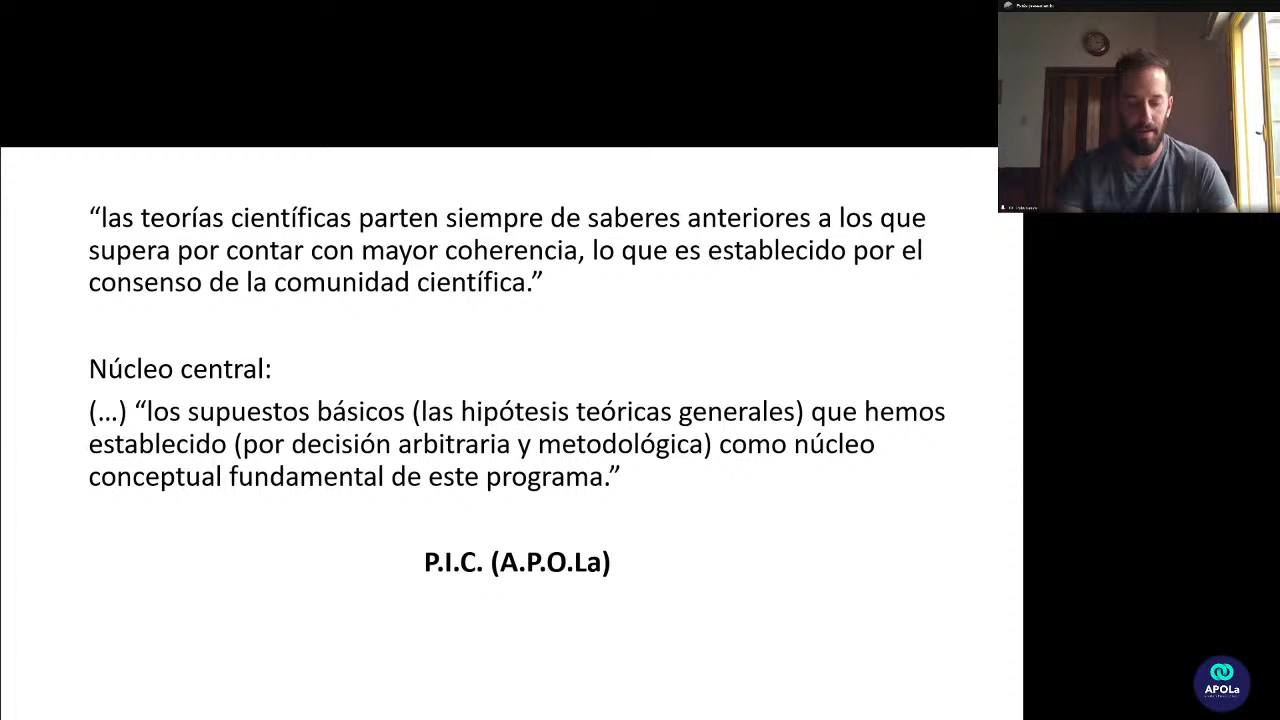 “las teorías científicas parten siempre de saberes anteriores a los que
supera por contar con mayor coherencia, lo que es establecido por el
consenso de la comunidad científica.”
Núcleo central:
(…) “los supuestos básicos (las hipótesis teóricas generales) que hemos
establecido (por decisión arbitraria y metodológica) como núcleo
conceptual fundamental de este programa.”
P.I.C. (A.P.O.La)
APOLa